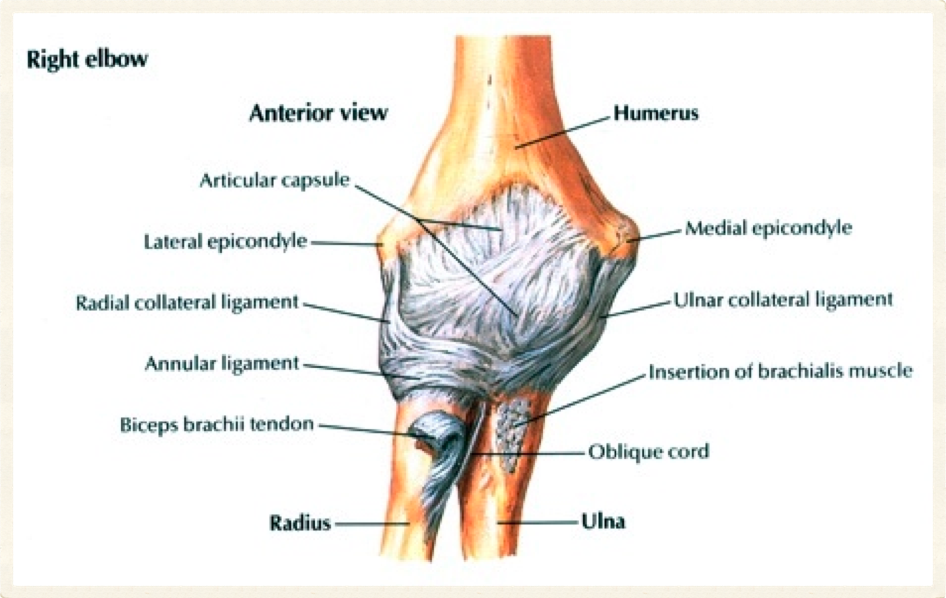 Right elbow
Anterior view
Humerus
Articular capsule
Medial epicondyle
Lateral epicondyle
Radial collateral ligament
Ulnar collateral ligament
Annular ligament
Insertion of brachialis muscle
Biceps brachii tendon
Oblique cord
Radius
Ulna